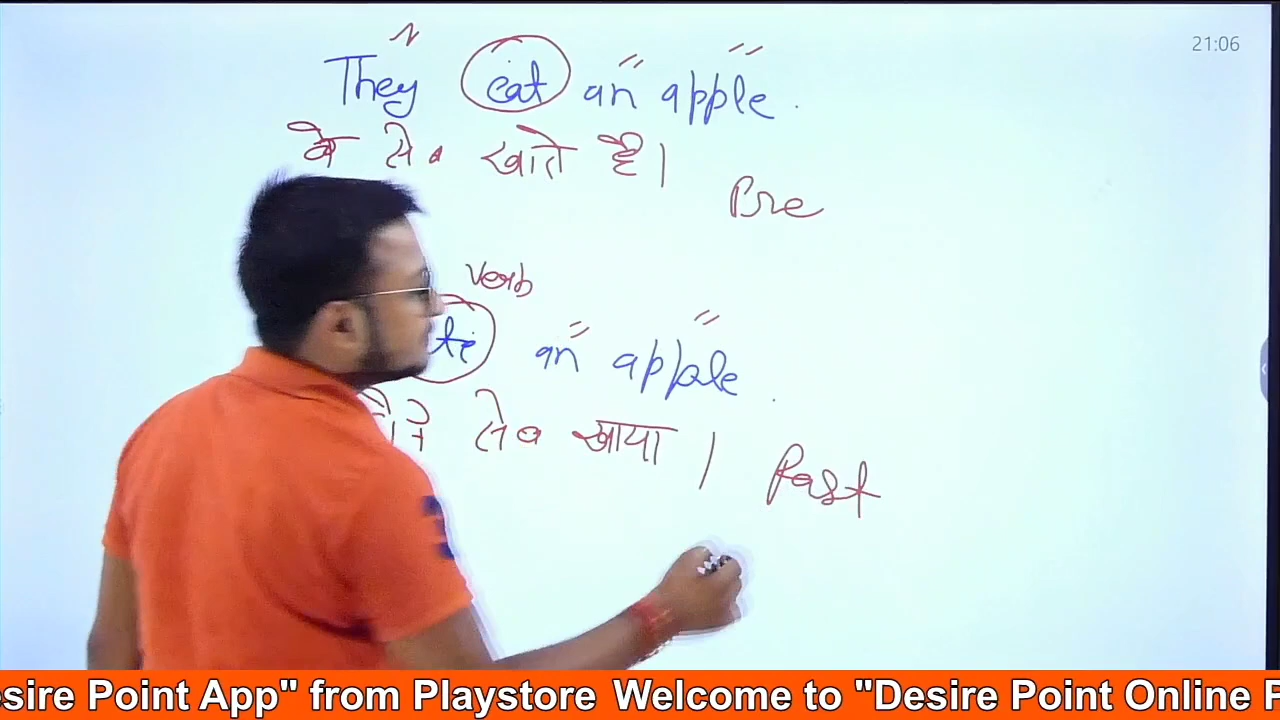 21:06
They eat an apple.
वे सेव खाते है।
Pre
verb
an apple.
ने सेव खाया।
Past
esire Point App" from Playstore Welcome to "Desire Point Online F